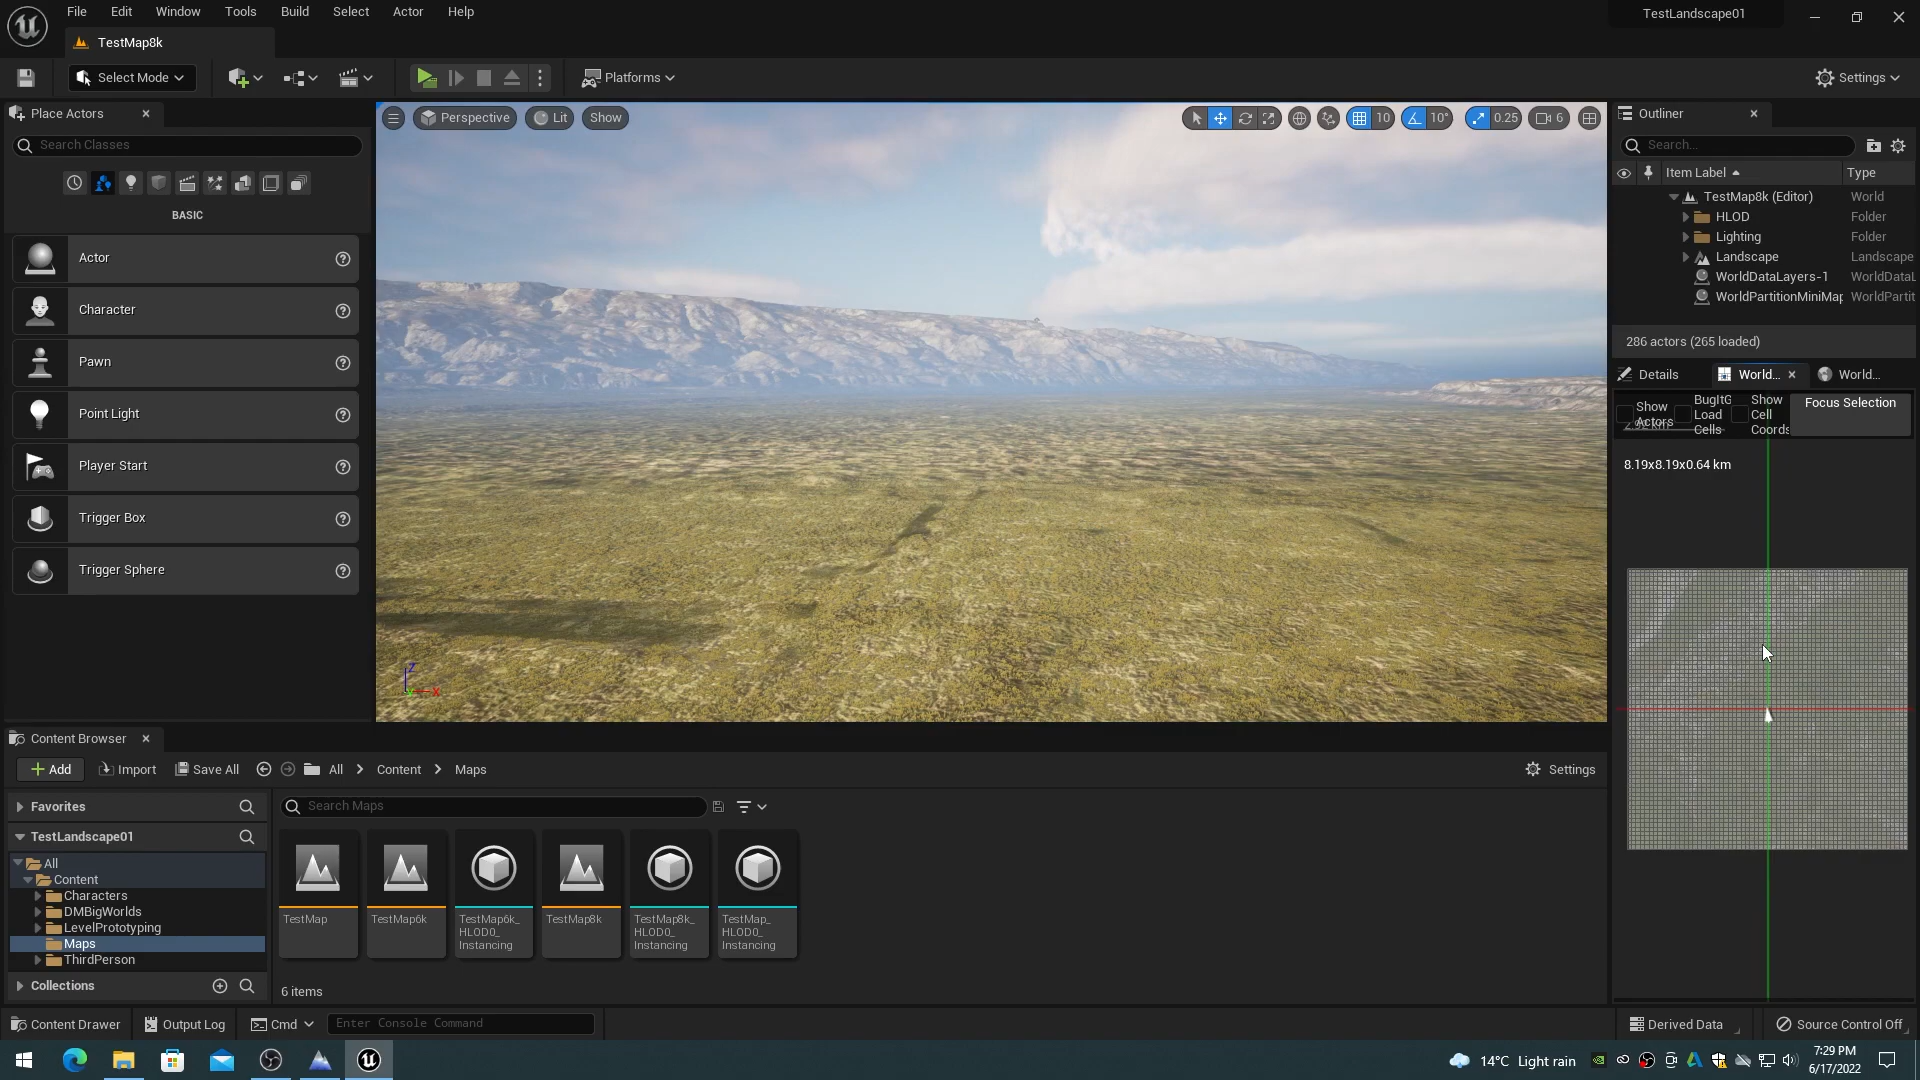 File Edit Window Tools Build Select Actor Help
TestLandscape01
TestMap8k
Select Mode
Platforms
Settings
Place Actors
Search Classes
BASIC
Actor
Character
Pawn
Point Light
Player Start
Trigger Box
Trigger Sphere
Perspective Lit Show
10 10° 0.25 6
Z
X
Outliner
Search...
Item Label Type
TestMap8k (Editor) World
HLOD Folder
Lighting Folder
Landscape Landscape
WorldDataLayers-1 WorldDataL
WorldPartitionMiniMap WorldPartit
286 actors (265 loaded)
Details World... World...
Show Actors
BugItG Load Cells
Show Cell Coords
Focus Selection
8.19x8.19x0.64 km
Content Browser
Add Import Save All All Content Maps Settings
Favorites
Search Maps
TestLandscape01
All
Content
Characters
DMBigWorlds
LevelPrototyping
Maps
ThirdPerson
Collections
TestMap
TestMap6k
TestMap6k_
HLOD0_
Instancing
TestMap8k
TestMap8k_
HLOD0_
Instancing
TestMap_
HLOD0_
Instancing
6 items
Content Drawer Output Log Cmd Enter Console Command Derived Data Source Control Off
14°C Light rain
7:29 PM
6/17/2022